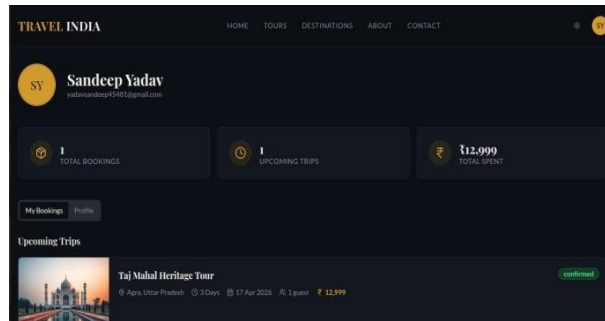 TRAVEL INDIA HOME TOURS DESTINATIONS ABOUT CONTACT SY
SY
Sandeep Yadav
yadavsandeep45481@gmail.com
1
TOTAL BOOKINGS
1
UPCOMING TRIPS
₹
₹12,999
TOTAL SPENT
My Bookings Profile
Upcoming Trips
Taj Mahal Heritage Tour
confirmed
Agra, Uttar Pradesh 3 Days 17 Apr 2026 1 guest ₹ 12,999